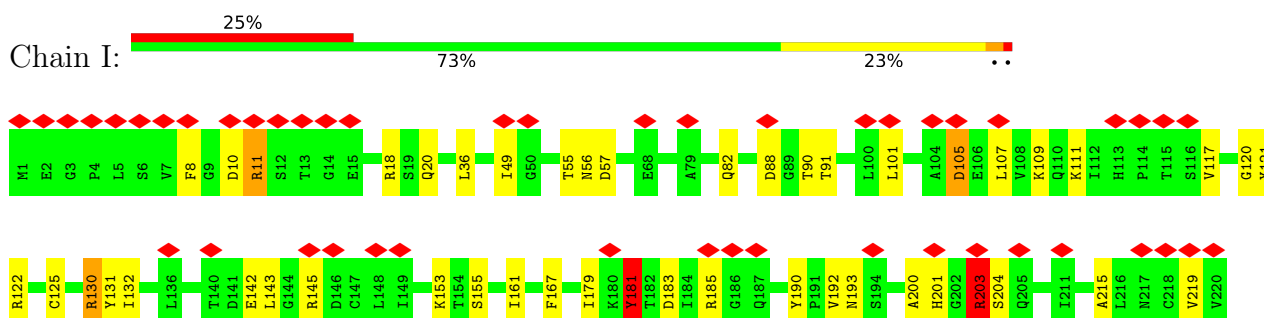 25%
Chain I:
73% 23% • •
M1 E2 G3 P4 L5 S6 V7 F8 G9 D10 R11 S12 T13 G14 E15 R18 S19 Q20 L36 I49 G50 T55 N56 D57 E68 A79 Q82 D88 G89 T90 T91 L100 L101 A104 D105 E106 L107 V108 K109 Q110 K111 I112 H113 P114 T115 S116 V117 G120
R122 C125 R130 Y131 I132 L136 T140 D141 E142 L143 G144 R145 D146 C147 L148 I149 K153 T154 S155 I161 F167 I179 K180 Y181 T182 D183 I184 R185 G186 Q187 Y190 P191 V192 N193 S194 A200 H201 G202 R203 S204 Q205 I211 A215 L216 N217 C218 V219 V220